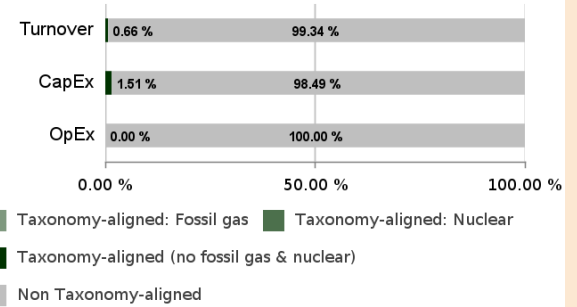 Turnover 0.66 % 99.34 %
CapEx 1.51 % 98.49 %
OpEx 0.00 % 100.00 %
0.00 % 50.00 % 100.00 %
Taxonomy-aligned: Fossil gas Taxonomy-aligned: Nuclear
Taxonomy-aligned (no fossil gas & nuclear)
Non Taxonomy-aligned